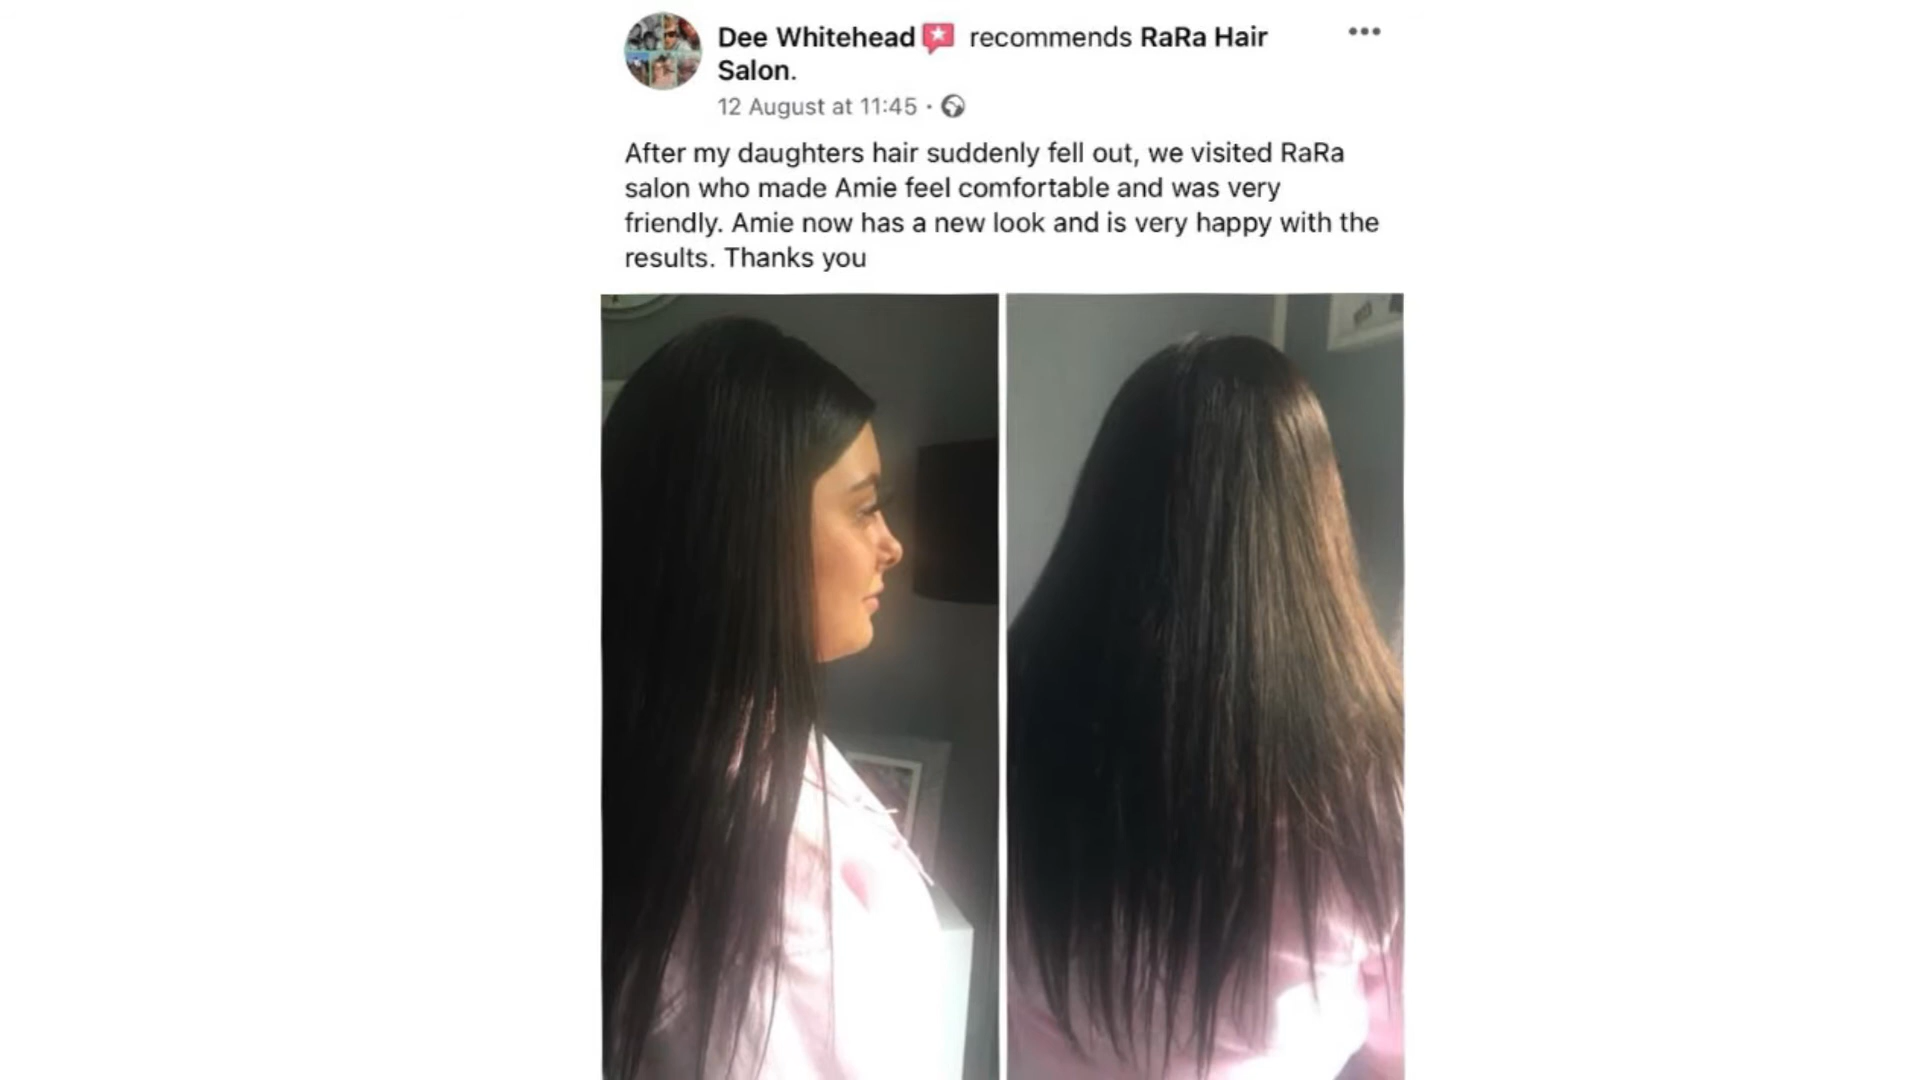 Dee Whitehead recommends RaRa Hair
Salon.
12 August at 11:45 ·
After my daughters hair suddenly fell out, we visited RaRa
salon who made Amie feel comfortable and was very
friendly. Amie now has a new look and is very happy with the
results. Thanks you